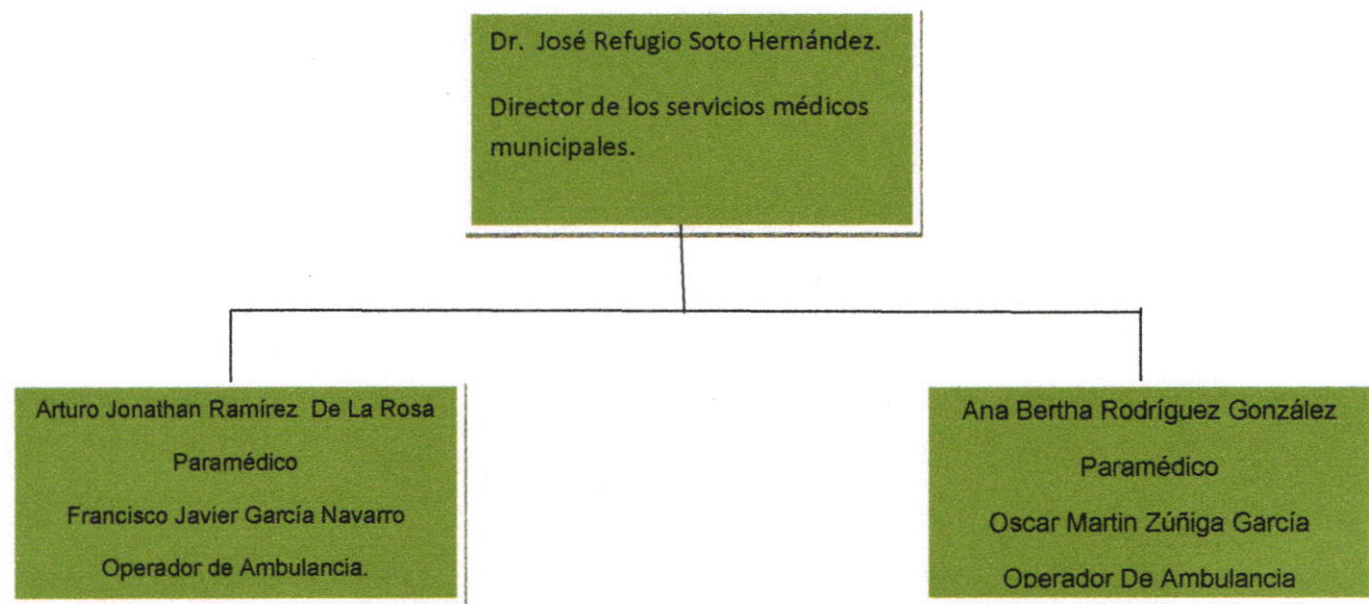 Dr. José Refugio Soto Hernández.
Director de los servicios médicos
municipales.
Arturo Jonathan Ramírez De La Rosa
Paramédico
Francisco Javier García Navarro
Operador de Ambulancia.
Ana Bertha Rodríguez González
Paramédico
Oscar Martin Zúñiga García
Operador De Ambulancia